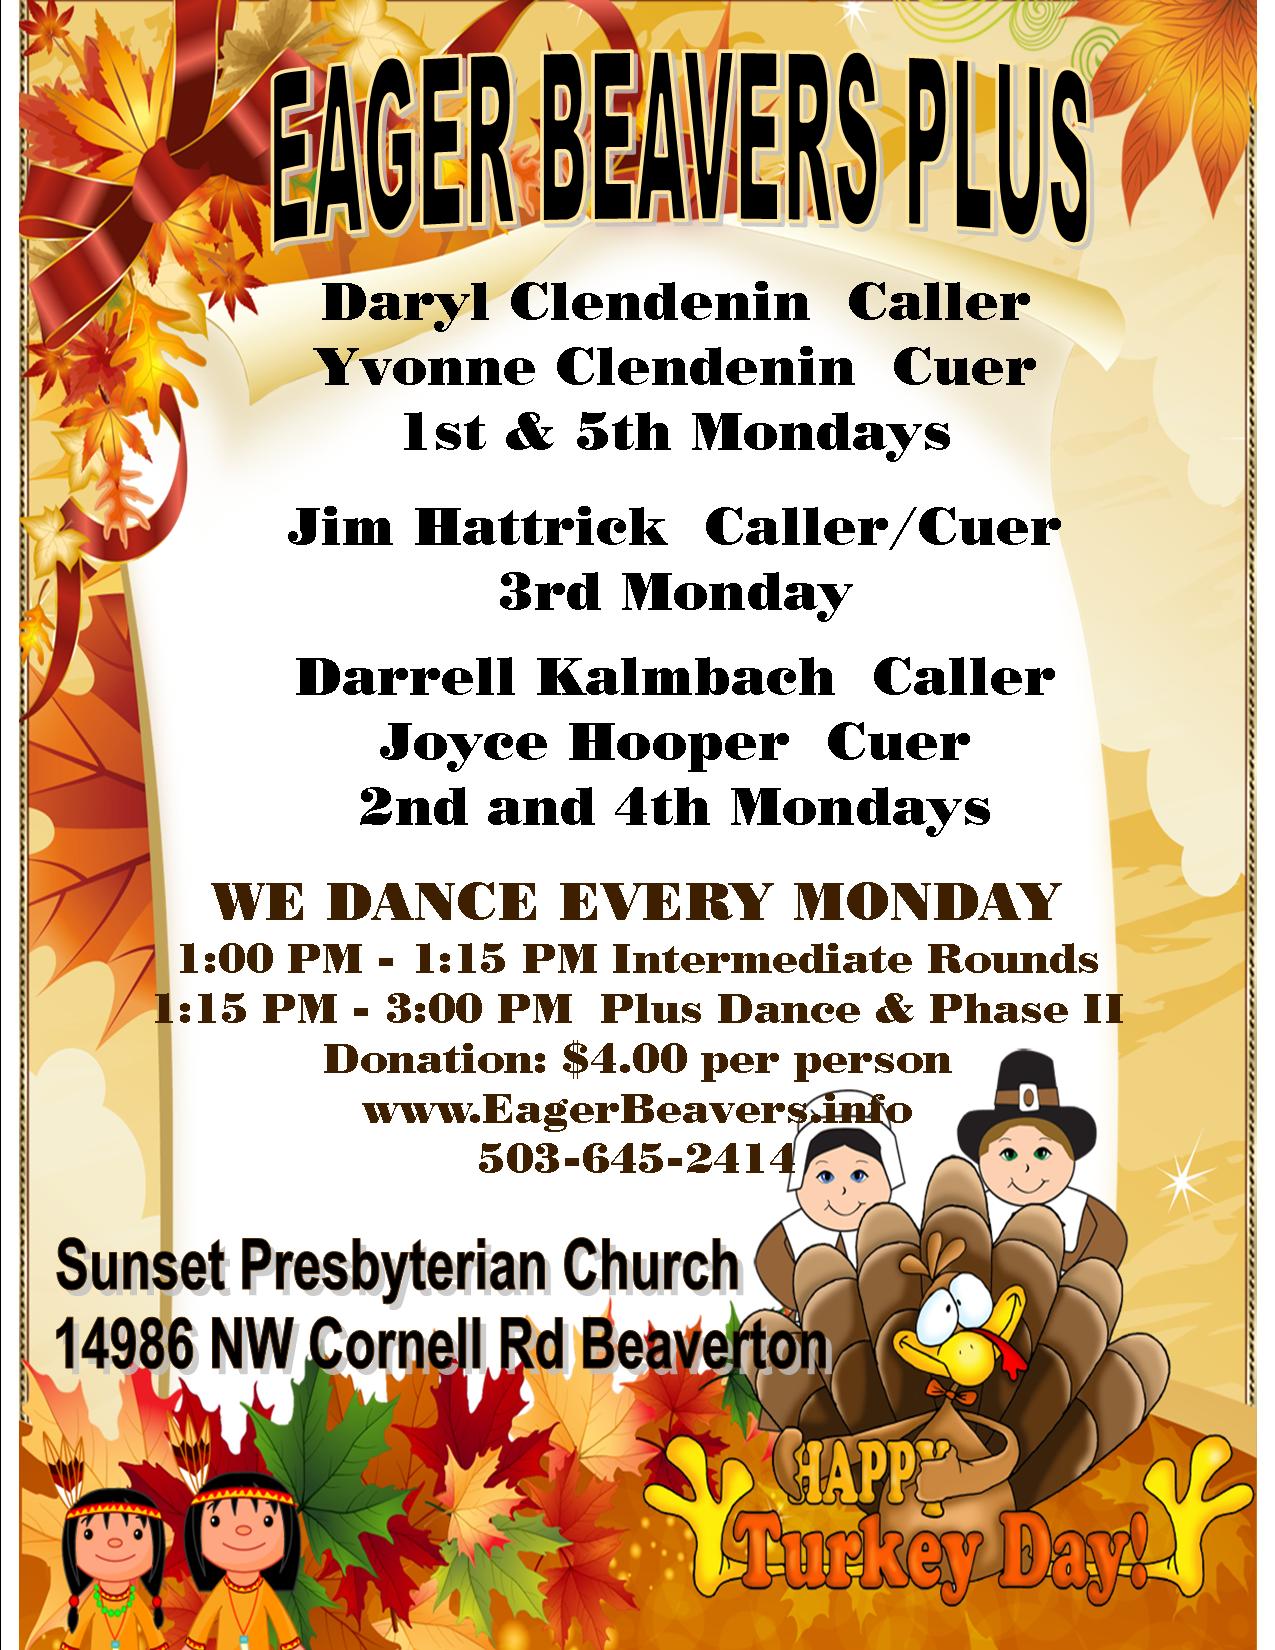 EAGER BEAVERS PLUS
Daryl Clendenin  Caller
Yvonne Clendenin  Cuer
1st & 5th Mondays
Jim Hattrick  Caller/Cuer
3rd Monday
Darrell Kalmbach  Caller
Joyce Hooper  Cuer
2nd and 4th Mondays
WE DANCE EVERY MONDAY
1:00 PM - 1:15 PM Intermediate Rounds
1:15 PM - 3:00 PM  Plus Dance & Phase II
Donation: $4.00 per person
www.EagerBeavers.info
503-645-2414
Sunset Presbyterian Church
14986 NW Cornell Rd Beaverton
HAPPY
Turkey Day!